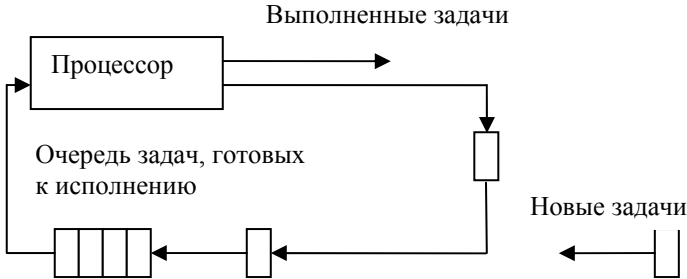 Выполненные задачи
Процессор
Очередь задач, готовых
к исполнению
Новые задачи